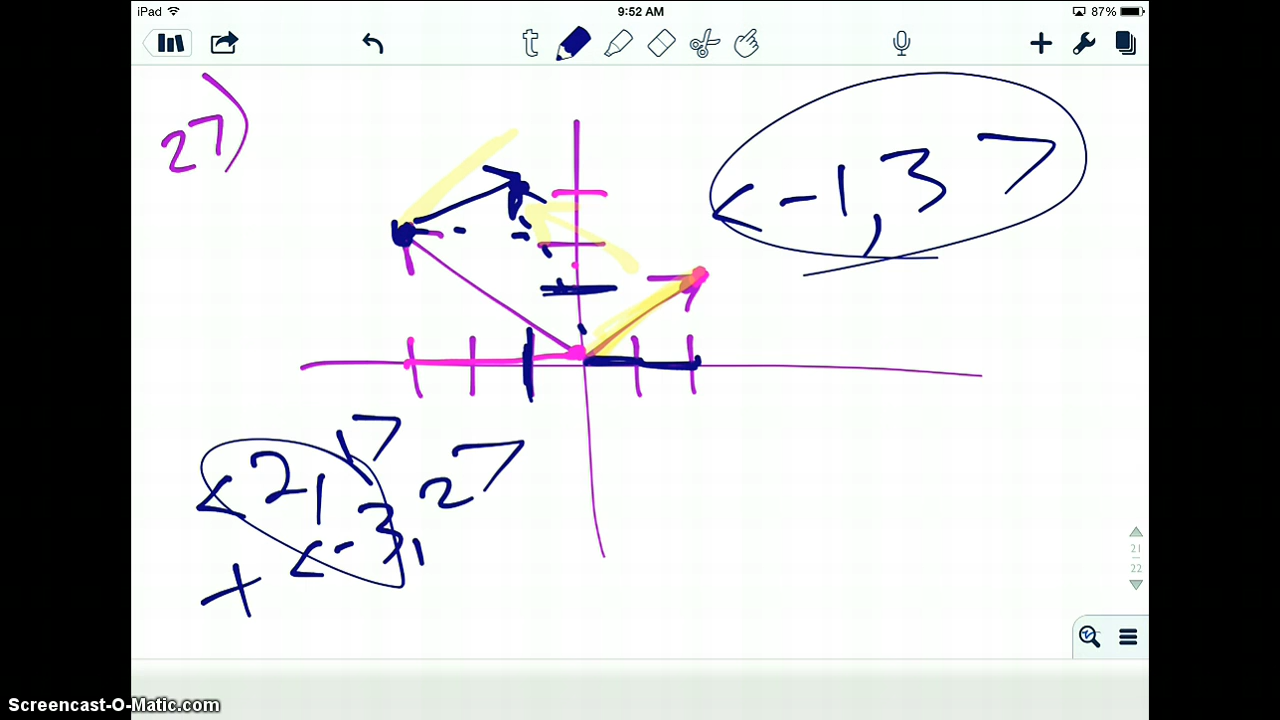 iPad 9:52 AM 87%
t
27)
<-1,3>
<2,1>
+ <-3,2>
21
22
Screencast-O-Matic.com